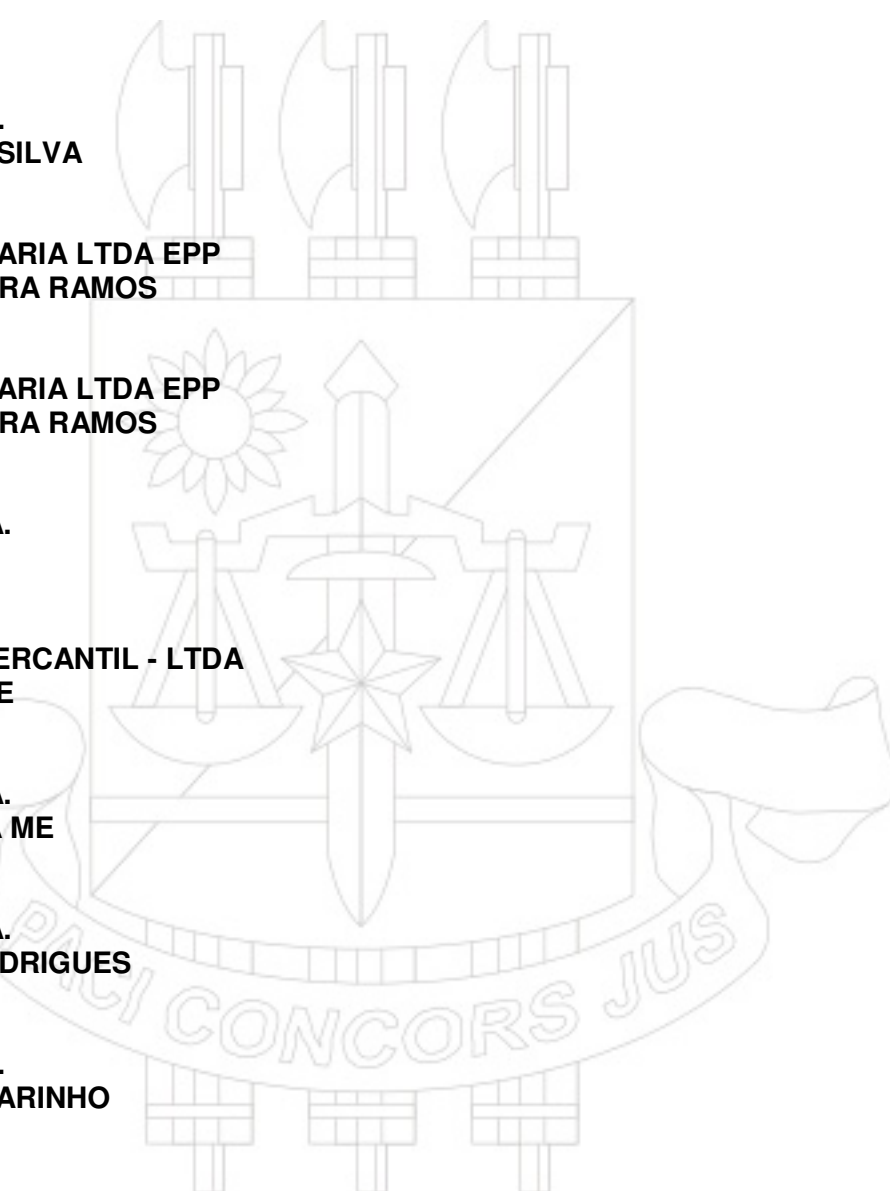 .
SILVA
ARIA LTDA EPP
RA RAMOS
ARIA LTDA EPP
RA RAMOS
A.
ERCANTIL - LTDA
E
A.
A ME
A.
DRIGUES
.
ARINHO
PACI CONCORS JUS